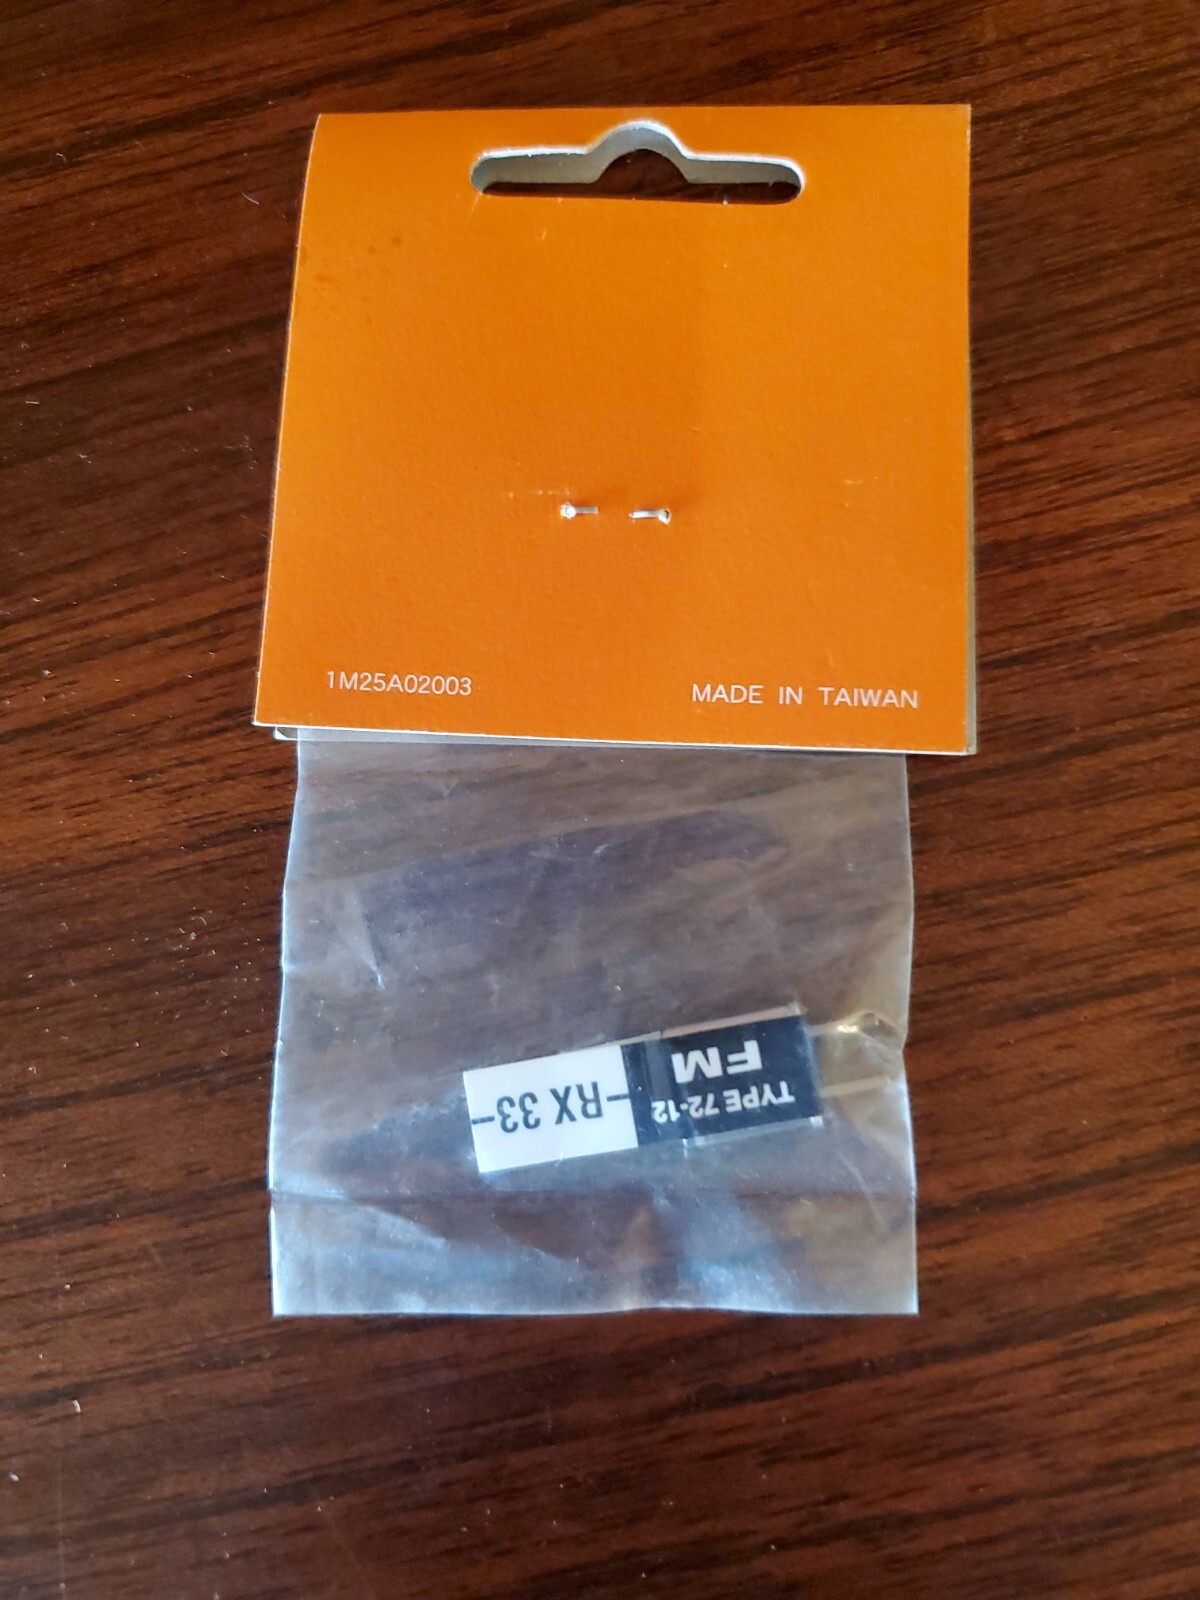 1M25A02003
MADE IN TAIWAN
TYPE 72-12
FM
-RX 33-